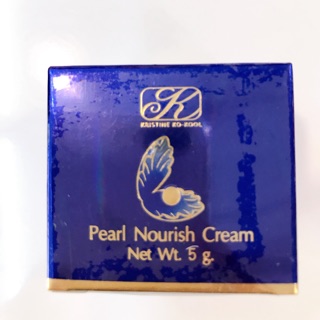 K
KRISTINE KO-KOOL
Pearl Nourish Cream
Net Wt. 5 g.